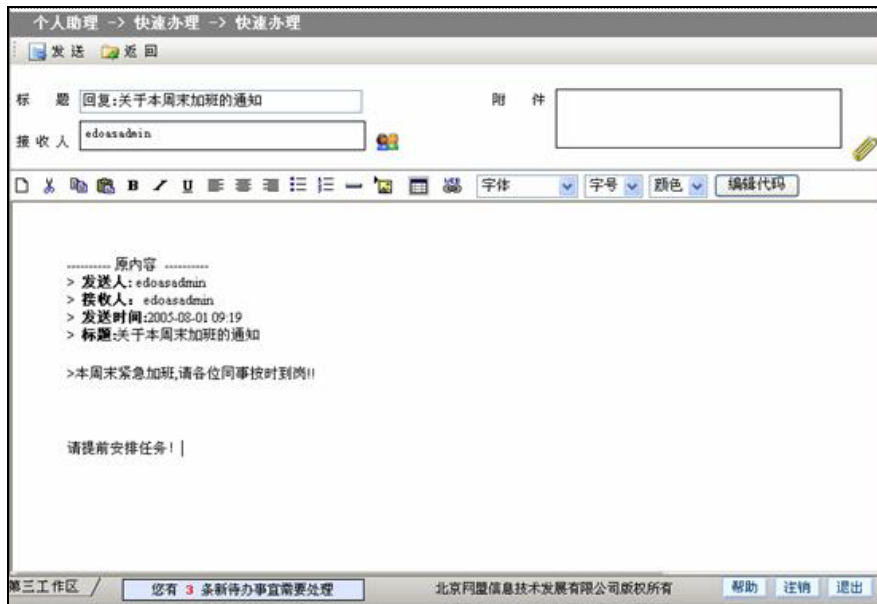 个人助理 -> 快速办理 -> 快速办理
发送 返回
标 题 回复:关于本周末加班的通知 附 件
接收人 edoasadmin
B I U 字体 字号 颜色 编辑代码
---------- 原内容 ----------
> 发送人: edoasadmin
> 接收人: edoasadmin
> 发送时间:2005-08-01 09:19
> 标题:关于本周末加班的通知
>本周末紧急加班,请各位同事按时到岗!!
请提前安排任务!
第三工作区 您有 3 条新待办事宜需要处理 北京网盟信息技术发展有限公司版权所有 帮助 注销 退出